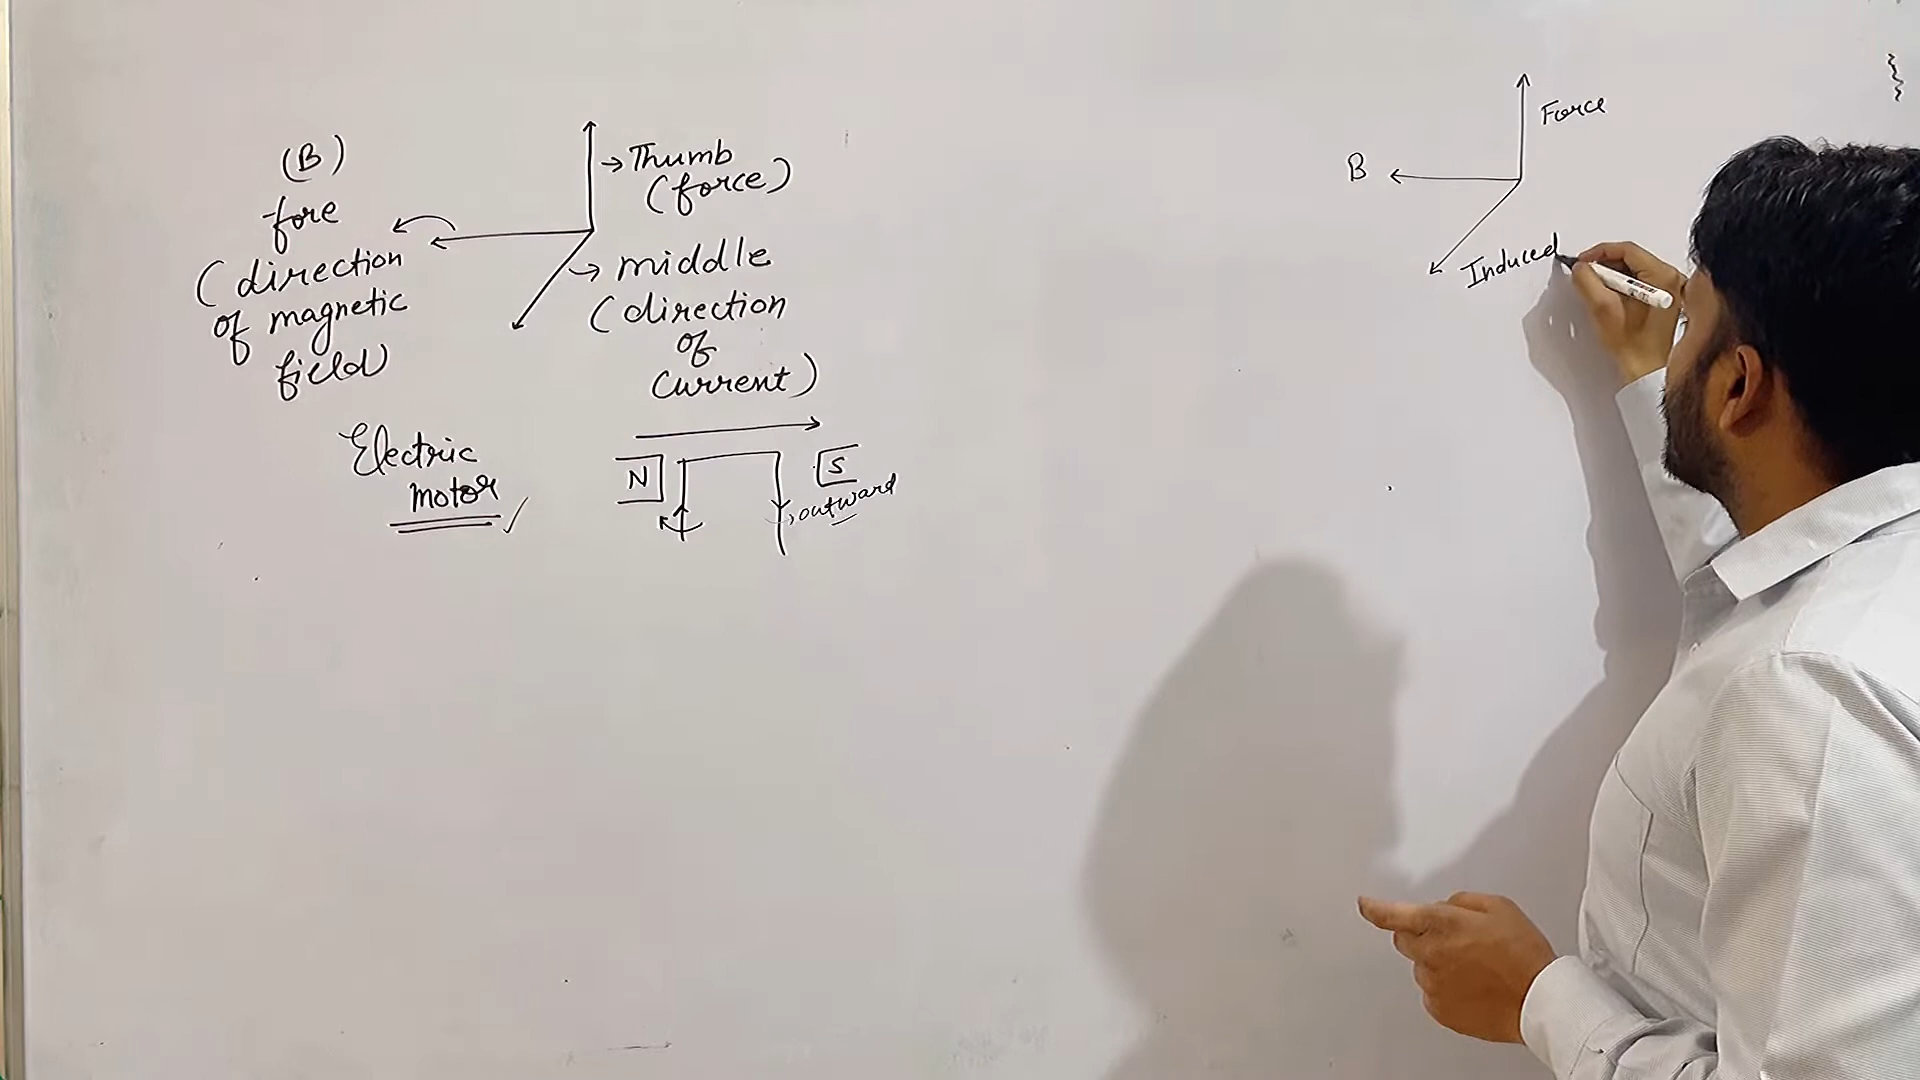 (B)
fore
(direction
of magnetic
field)
Thumb
(force)
middle
(direction
of
Current)
Electric
motor
N
S
outward
Force
B
Induced